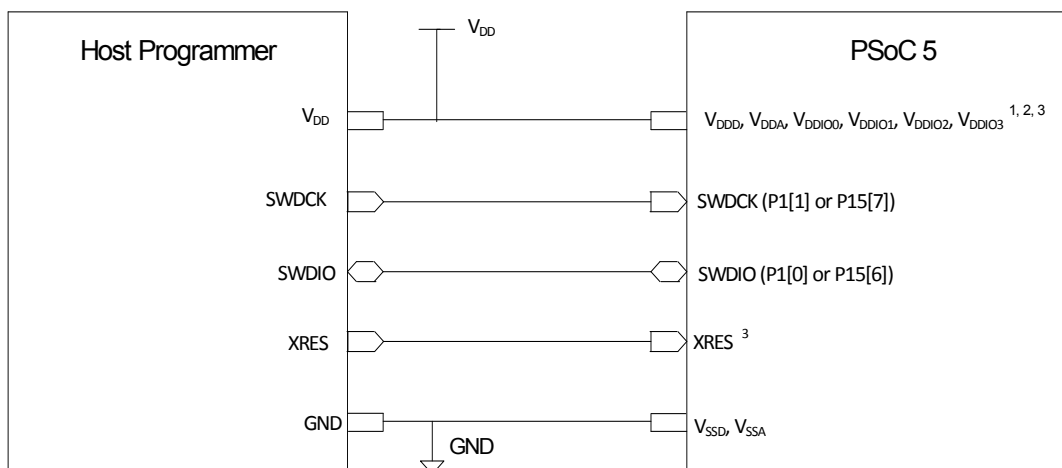 V_DD
Host Programmer PSoC 5
V_DD V_DDD, V_DDA, V_DDIO0, V_DDIO1, V_DDIO2, V_DDIO3 1, 2, 3
SWDCK SWDCK (P1[1] or P15[7])
SWDIO SWDIO (P1[0] or P15[6])
XRES XRES 3
GND V_SSD, V_SSA
GND